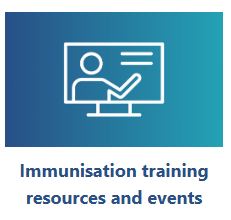 Immunisation training
resources and events